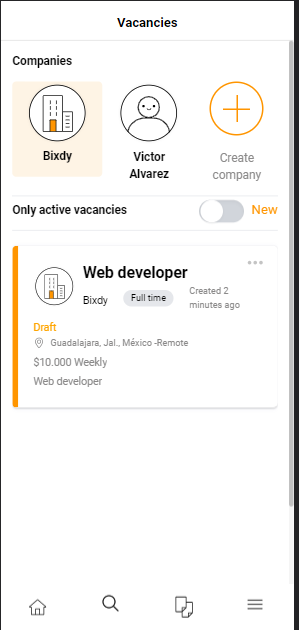 Vacancies
Companies
Bixdy
Victor
Alvarez
Create
company
Only active vacancies
New
Web developer
Bixdy
Full time
Created 2
minutes ago
Draft
Guadalajara, Jal., México -Remote
$10.000 Weekly
Web developer